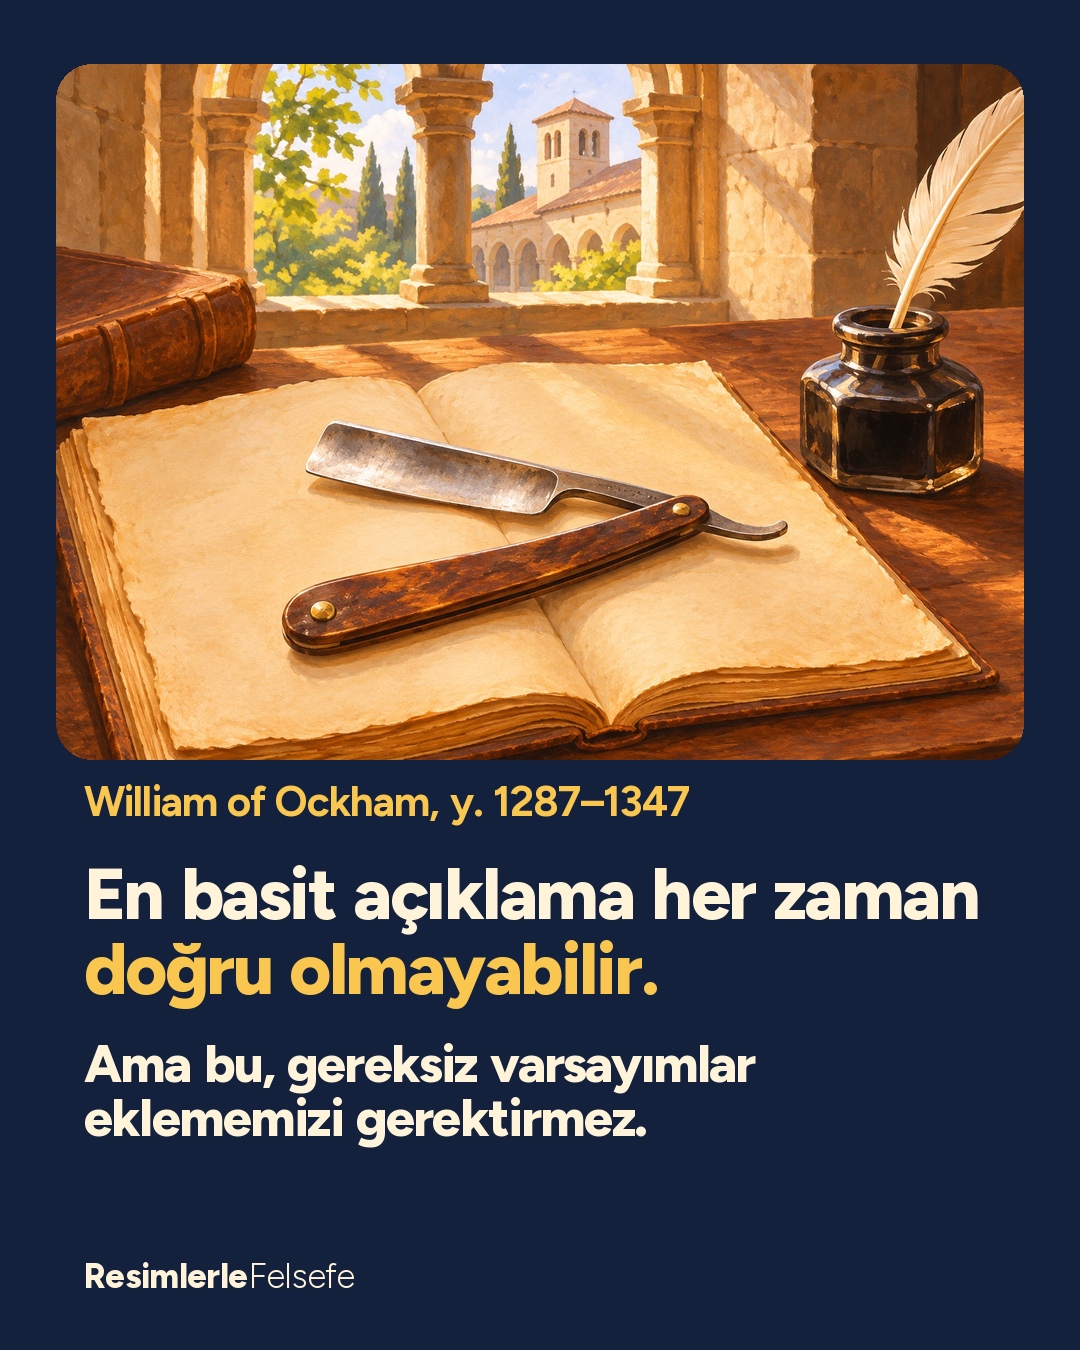 William of Ockham, y. 1287–1347
En basit açıklama her zaman
doğru olmayabilir.
Ama bu, gereksiz varsayımlar
eklememizi gerektirmez.
ResimlerleFelsefe